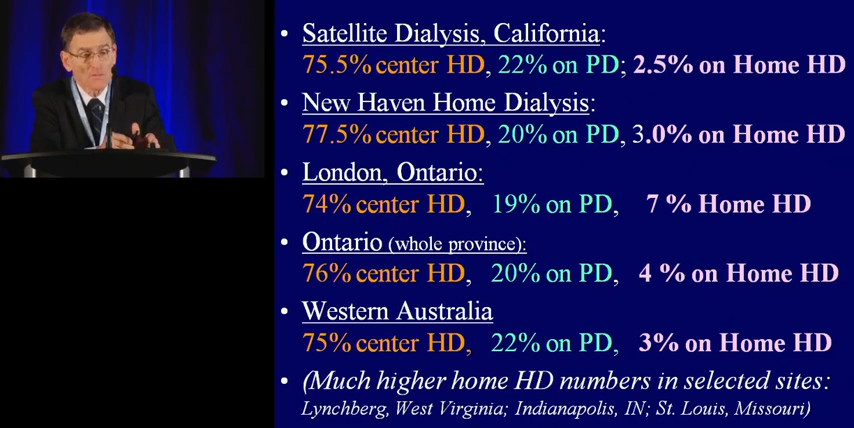 • Satellite Dialysis, California:
75.5% center HD, 22% on PD; 2.5% on Home HD
• New Haven Home Dialysis:
77.5% center HD, 20% on PD, 3.0% on Home HD
• London, Ontario:
74% center HD, 19% on PD, 7 % Home HD
• Ontario (whole province):
76% center HD, 20% on PD, 4 % on Home HD
• Western Australia
75% center HD, 22% on PD, 3% on Home HD
• (Much higher home HD numbers in selected sites:
Lynchberg, West Virginia; Indianapolis, IN; St. Louis, Missouri)